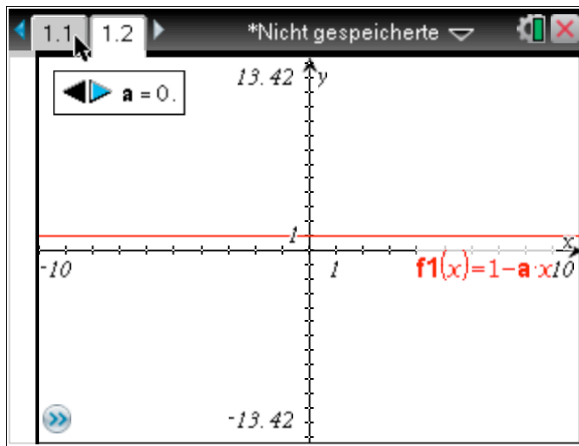 1.1 1.2 *Nicht gespeicherte
a = 0.
13.42 y
1
x
-10 1 10
f1(x)=1-a·x
-13.42